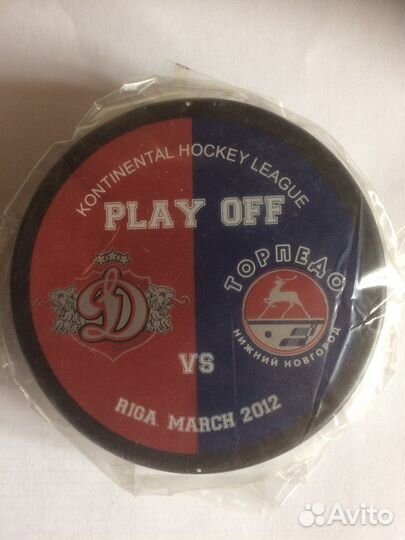 KONTINENTAL HOCKEY LEAGUE
PLAY OFF
Д
ТОРПЕДО
НИЖНИЙ НОВГОРОД
VS
RIGA. MARCH 2012
Avito